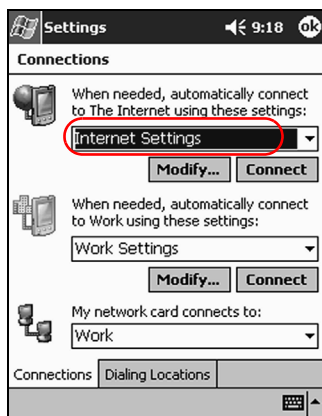 Settings 9:18 ok
Connections
When needed, automatically connect
to The Internet using these settings:
Internet Settings
Modify... Connect
When needed, automatically connect
to Work using these settings:
Work Settings
Modify... Connect
My network card connects to:
Work
Connections Dialing Locations